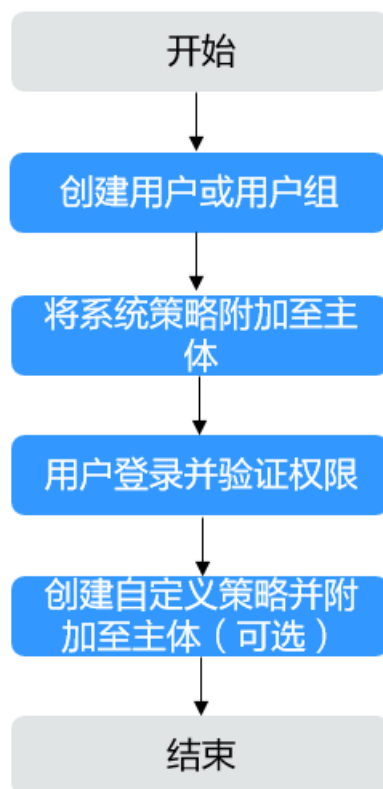 开始
创建用户或用户组
将系统策略附加至主
体
用户登录并验证权限
创建自定义策略并附
加至主体（可选）
结束